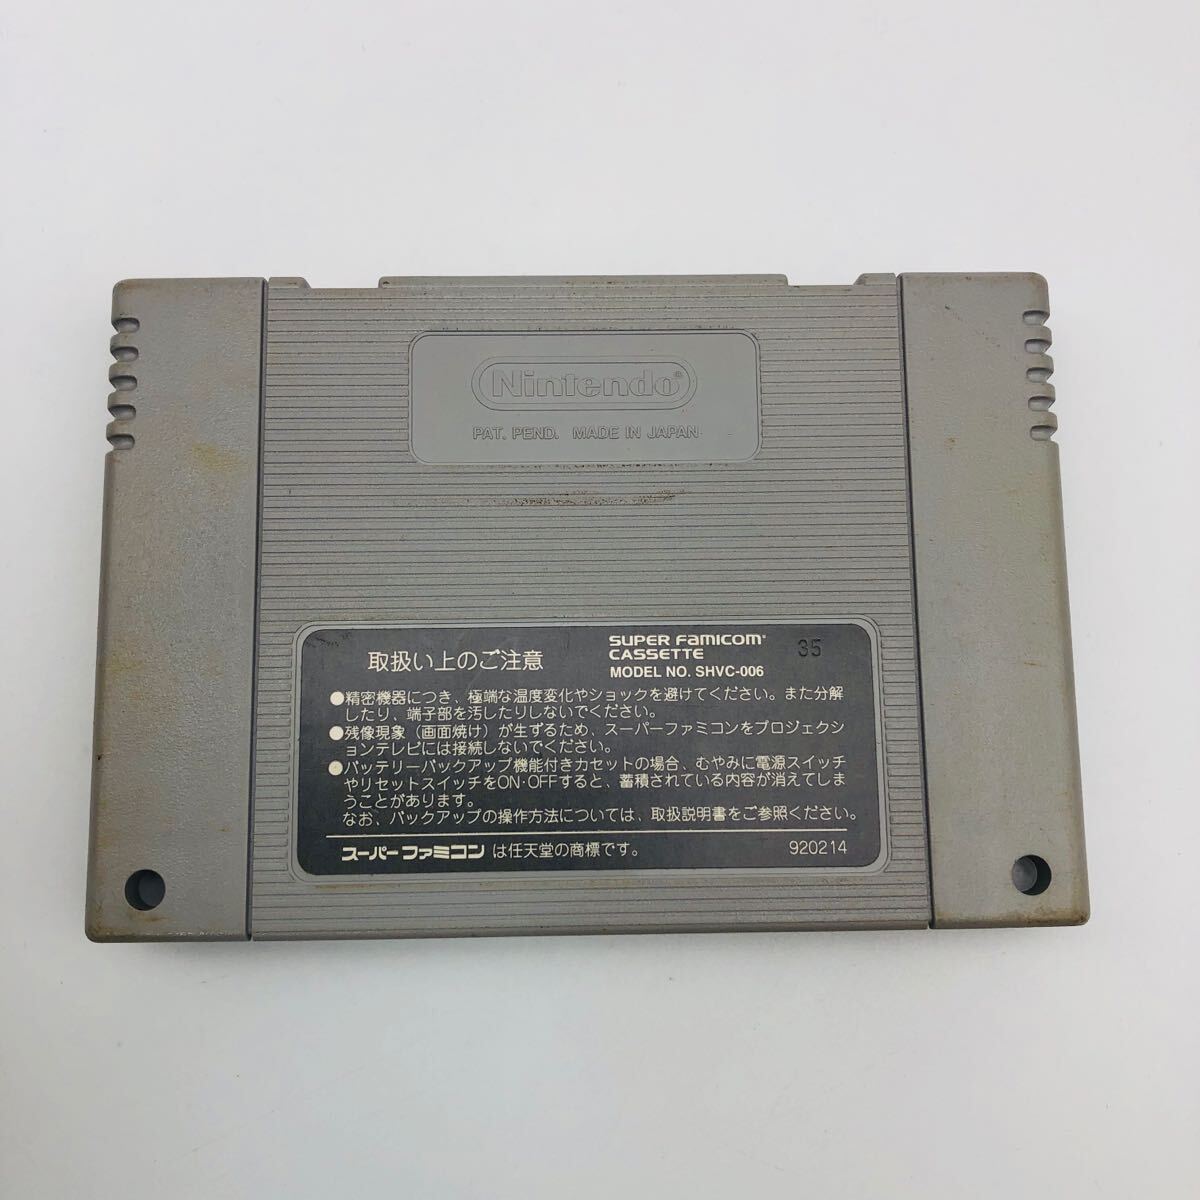 Nintendo®
PAT. PEND. MADE IN JAPAN
取扱い上のご注意
SUPER FAMICOM
CASSETTE
MODEL NO. SHVC-006
35
●精密機器につき、極端な温度変化やショックを避けてください。また分解
したり、端子部を汚したりしないでください。
●残像現象（画面焼け）が生ずるため、スーパーファミコンをプロジェクシ
ョンテレビには接続しないでください。
●バッテリーバックアップ機能付きカセットの場合、むやみに電源スイッチ
やリセットスイッチをON・OFFすると、蓄積されている内容が消えてしま
うことがあります。
なお、バックアップの操作方法については、取扱説明書をご参照ください。
スーパーファミコンは任天堂の商標です。
920214